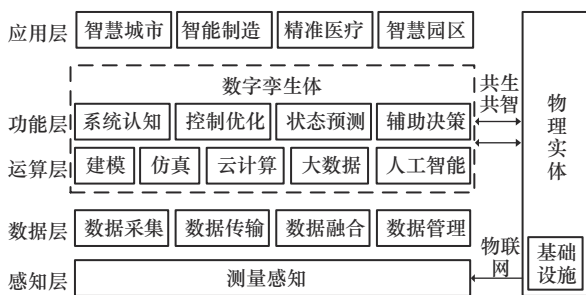 应用层 智慧城市 智能制造 精准医疗 智慧园区
数字孪生体
功能层 系统认知 控制优化 状态预测 辅助决策
运算层 建模 仿真 云计算 大数据 人工智能
数据层 数据采集 数据传输 数据融合 数据管理
感知层 测量感知
共生
共智
物联
网
物理实体
基础
设施